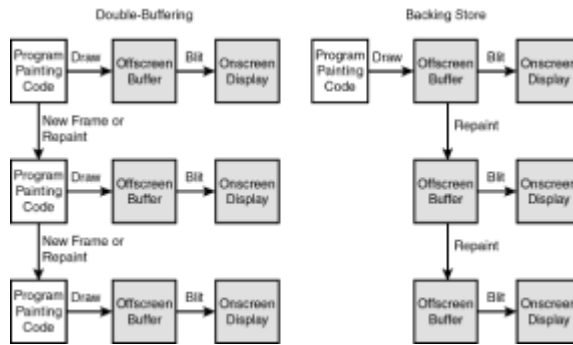 Double-Buffering
Backing Store
Program
Painting
Code
Draw
Offscreen
Buffer
Blit
Onscreen
Display
Program
Painting
Code
Draw
Offscreen
Buffer
Blit
Onscreen
Display
New Frame or
Repaint
Repaint
Program
Painting
Code
Draw
Offscreen
Buffer
Blit
Onscreen
Display
Offscreen
Buffer
Blit
Onscreen
Display
New Frame or
Repaint
Repaint
Program
Painting
Code
Draw
Offscreen
Buffer
Blit
Onscreen
Display
Offscreen
Buffer
Blit
Onscreen
Display